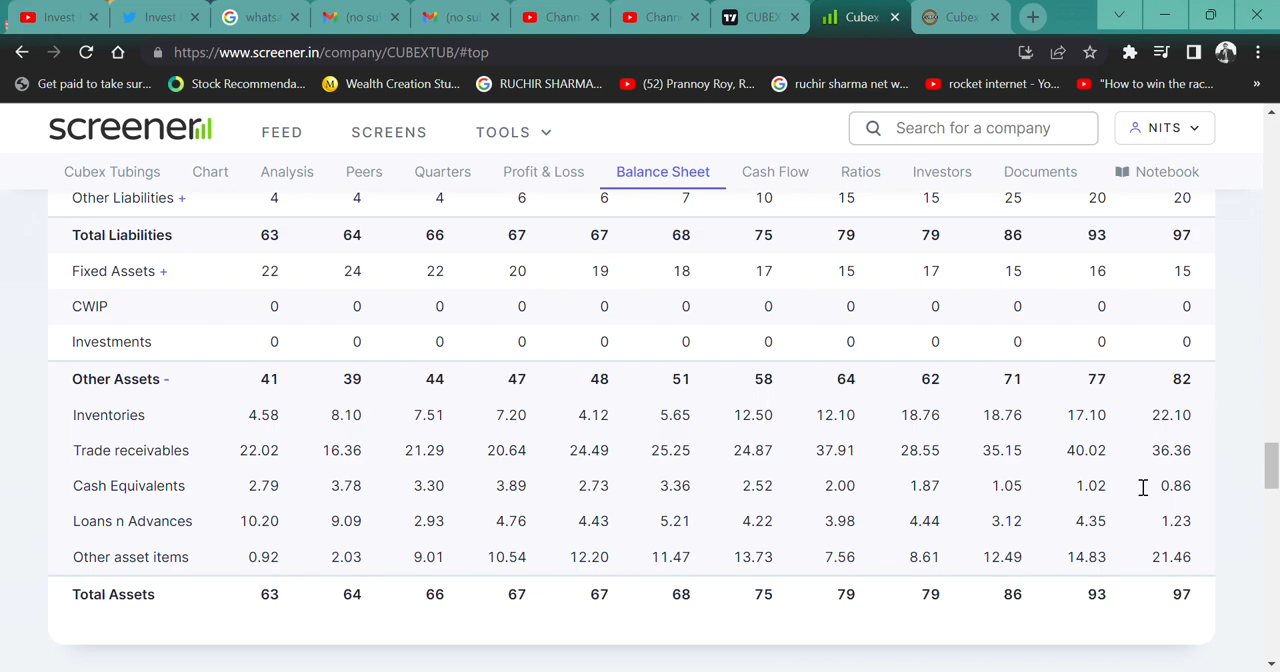 Invest
Invest
whatsa
(no sul
(no sul
Chann
Chann
CUBEX
Cubex
Cubex
https://www.screener.in/company/CUBEXTUB/#top
Get paid to take sur...
Stock Recommenda...
Wealth Creation Stu...
RUCHIR SHARMA...
(52) Prannoy Roy, R...
ruchir sharma net w...
rocket internet - Yo...
"How to win the rac...
»
screener
FEED
SCREENS
TOOLS
Search for a company
NITS
Cubex Tubings
Chart
Analysis
Peers
Quarters
Profit & Loss
Balance Sheet
Cash Flow
Ratios
Investors
Documents
Notebook
Other Liabilities + 4 4 4 6 6 7 10 15 15 25 20 20
Total Liabilities 63 64 66 67 67 68 75 79 79 86 93 97
Fixed Assets + 22 24 22 20 19 18 17 15 17 15 16 15
CWIP 0 0 0 0 0 0 0 0 0 0 0 0
Investments 0 0 0 0 0 0 0 0 0 0 0 0
Other Assets - 41 39 44 47 48 51 58 64 62 71 77 82
Inventories 4.58 8.10 7.51 7.20 4.12 5.65 12.50 12.10 18.76 18.76 17.10 22.10
Trade receivables 22.02 16.36 21.29 20.64 24.49 25.25 24.87 37.91 28.55 35.15 40.02 36.36
Cash Equivalents 2.79 3.78 3.30 3.89 2.73 3.36 2.52 2.00 1.87 1.05 1.02 0.86
Loans n Advances 10.20 9.09 2.93 4.76 4.43 5.21 4.22 3.98 4.44 3.12 4.35 1.23
Other asset items 0.92 2.03 9.01 10.54 12.20 11.47 13.73 7.56 8.61 12.49 14.83 21.46
Total Assets 63 64 66 67 67 68 75 79 79 86 93 97